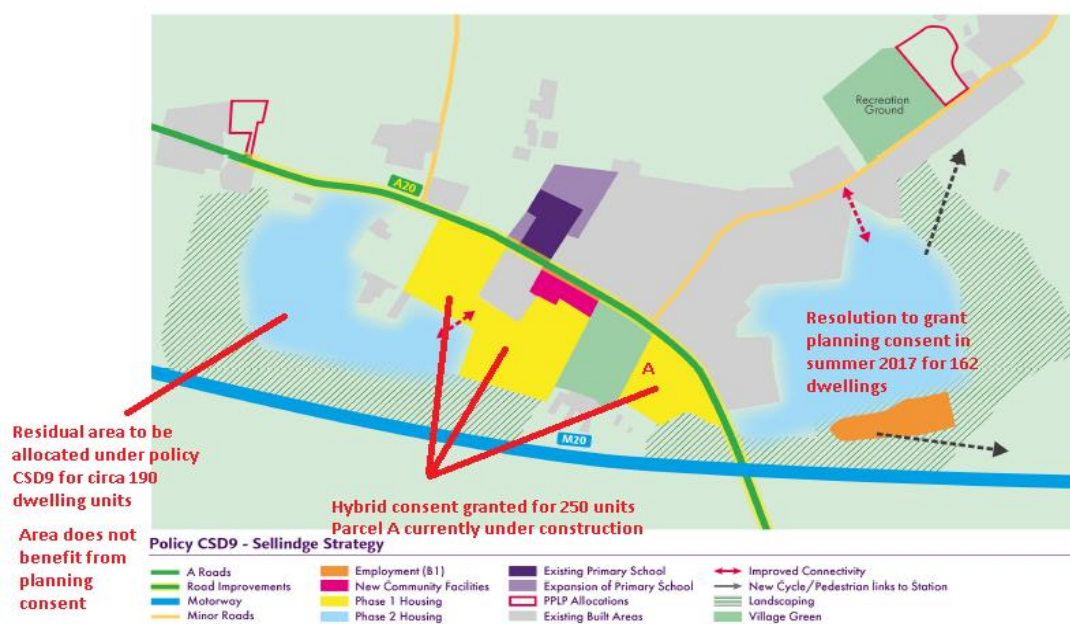 Recreation
Ground
A20
Resolution to grant
planning consent in
summer 2017 for 162
dwellings
A
M20
Residual area to be
allocated under policy
CSD9 for circa 190
dwelling units
Area does not
benefit from
planning
consent
Hybrid consent granted for 250 units
Parcel A currently under construction
Policy CSD9 - Sellindge Strategy
A Roads
Road Improvements
Motorway
Minor Roads
Employment (B1)
New Community Facilities
Phase 1 Housing
Phase 2 Housing
Existing Primary School
Expansion of Primary School
PPLP Allocations
Existing Built Areas
Improved Connectivity
New Cycle/Pedestrian links to Station
Landscaping
Village Green